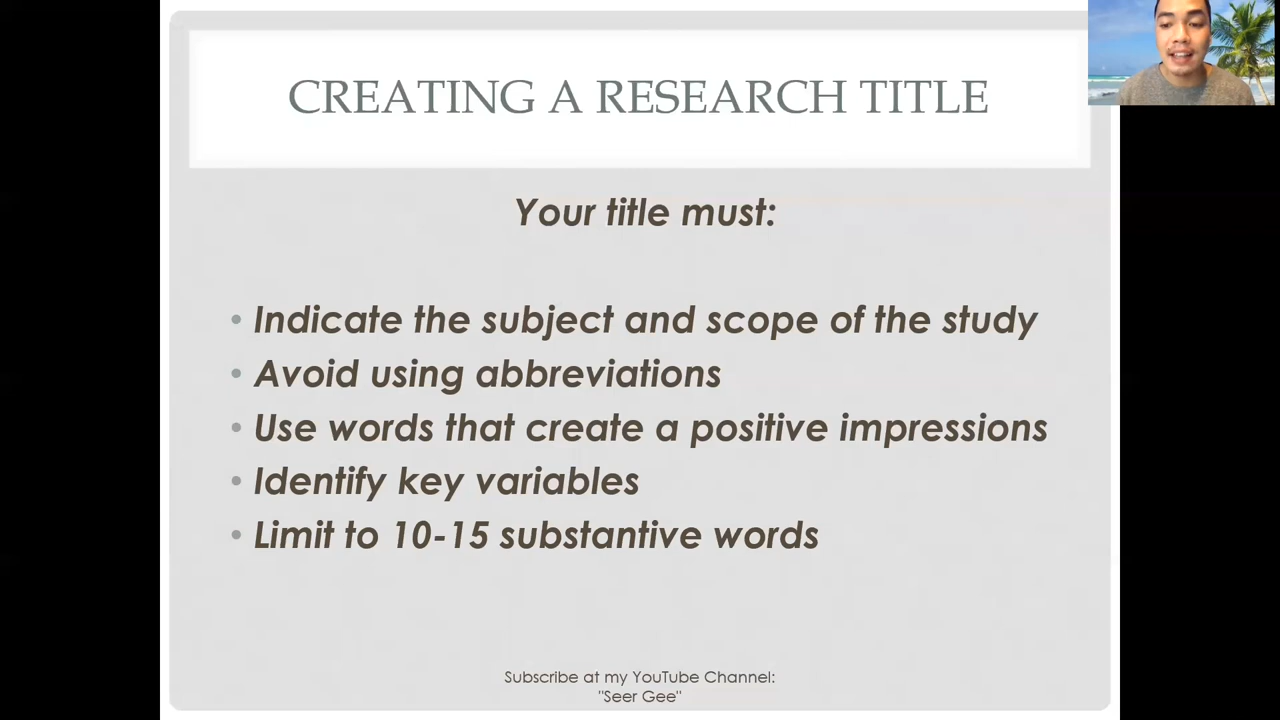 CREATING A RESEARCH TITLE
Your title must:
• Indicate the subject and scope of the study
• Avoid using abbreviations
• Use words that create a positive impressions
• Identify key variables
• Limit to 10-15 substantive words
Subscribe at my YouTube Channel:
"Seer Gee"